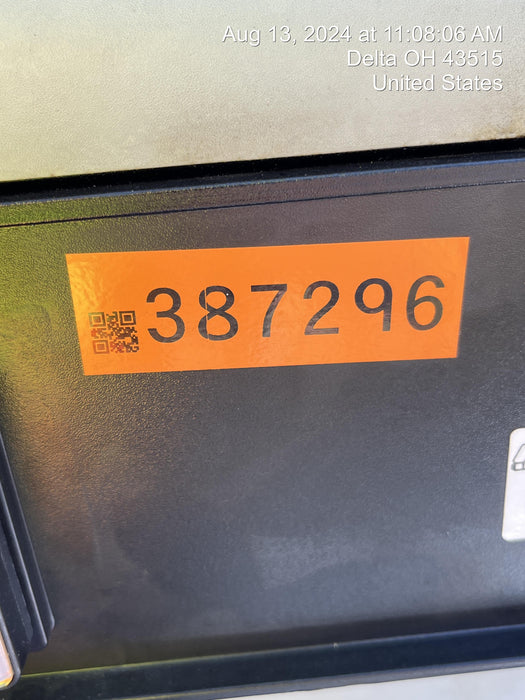 Aug 13, 2024 at 11:08:06 AM
Delta OH 43515
United States
387296